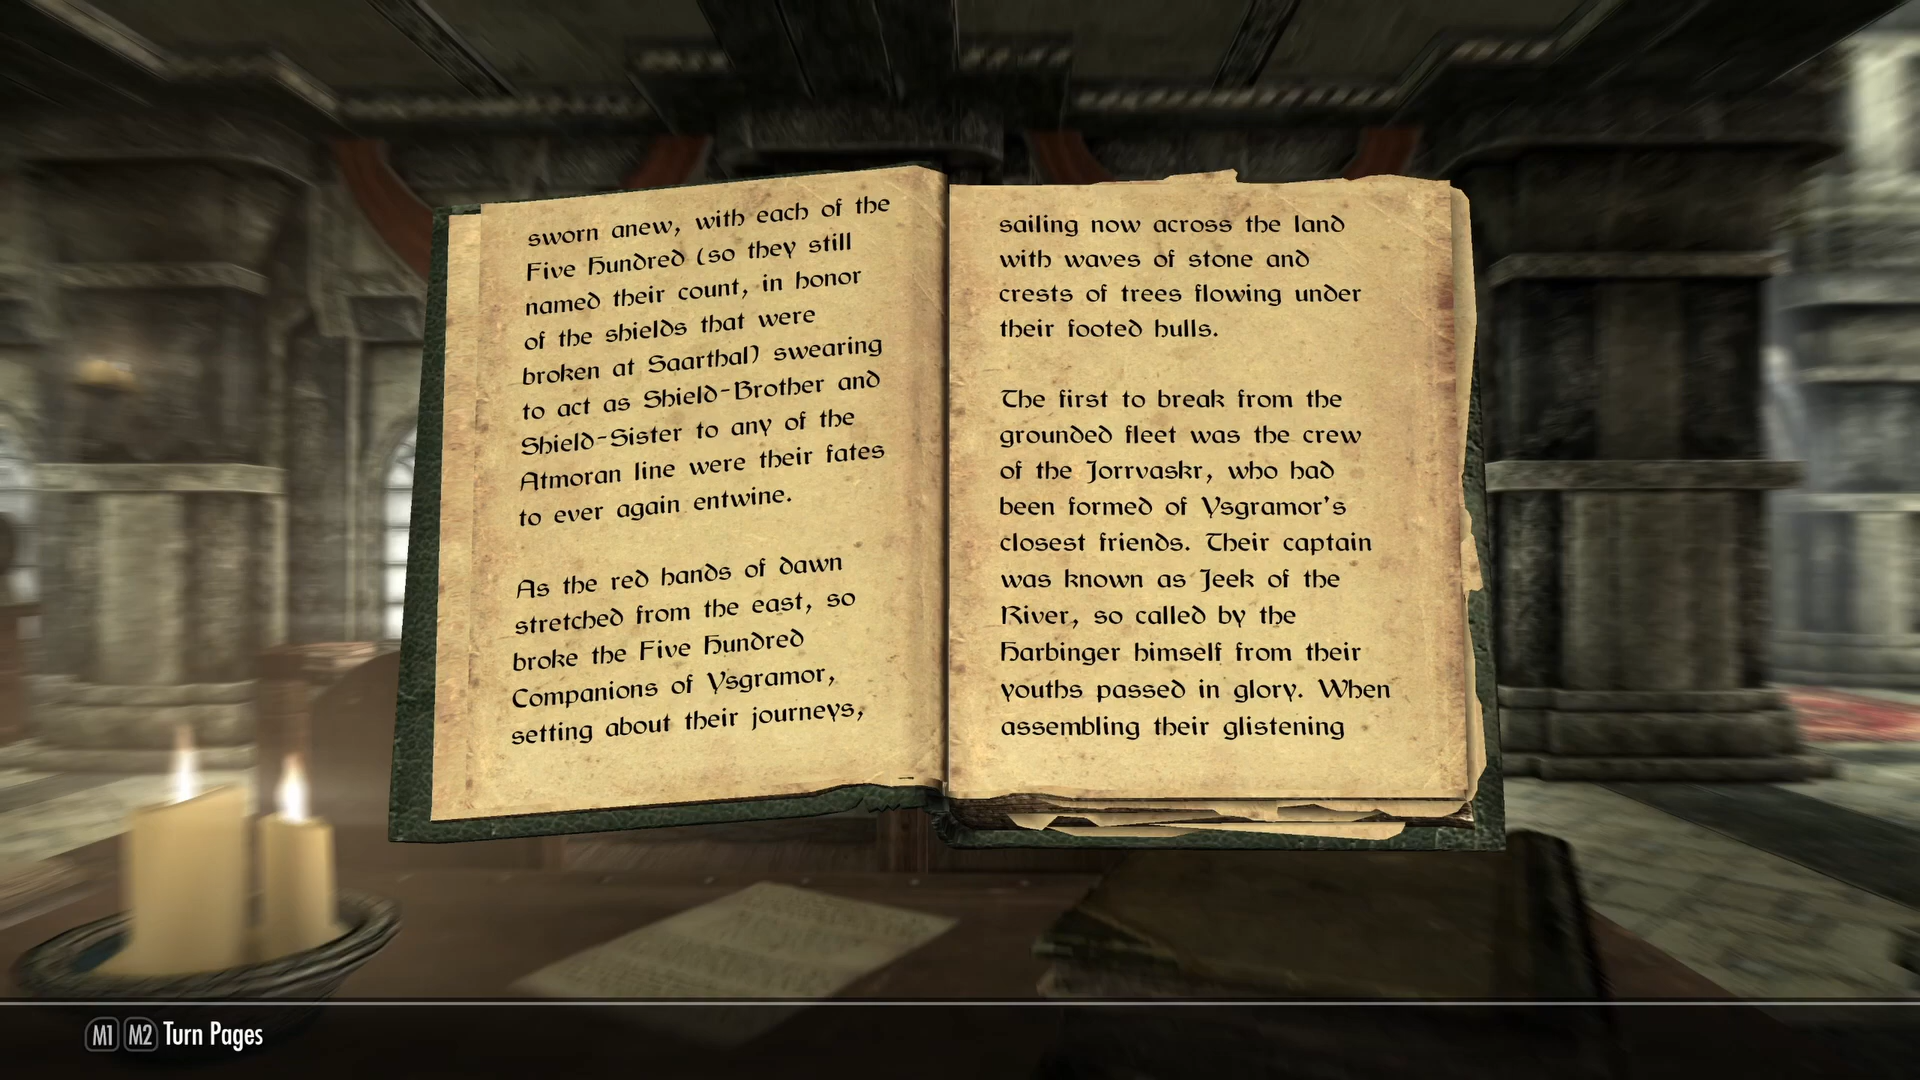 sworn anew, with each of the
Five Hundred (so they still
named their count, in honor
of the shields that were
broken at Saarthal) swearing
to act as Shield-Brother and
Shield-Sister to any of the
Atmoran line were their fates
to ever again entwine.
As the red hands of dawn
stretched from the east, so
broke the Five Hundred
Companions of Ysgramor,
setting about their journeys,
sailing now across the land
with waves of stone and
crests of trees flowing under
their footed hulls.
The first to break from the
grounded fleet was the crew
of the Jorrvaskr, who had
been formed of Ysgramor's
closest friends. Their captain
was known as Jeek of the
River, so called by the
Harbinger himself from their
youths passed in glory. When
assembling their glistening
M1 M2 Turn Pages